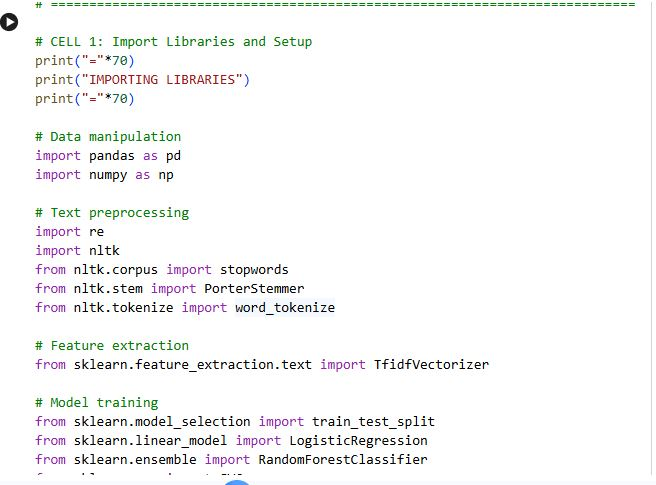 # ============================================================================
# CELL 1: Import Libraries and Setup
print("="*70)
print("IMPORTING LIBRARIES")
print("="*70)
# Data manipulation
import pandas as pd
import numpy as np
# Text preprocessing
import re
import nltk
from nltk.corpus import stopwords
from nltk.stem import PorterStemmer
from nltk.tokenize import word_tokenize
# Feature extraction
from sklearn.feature_extraction.text import TfidfVectorizer
# Model training
from sklearn.model_selection import train_test_split
from sklearn.linear_model import LogisticRegression
from sklearn.ensemble import RandomForestClassifier